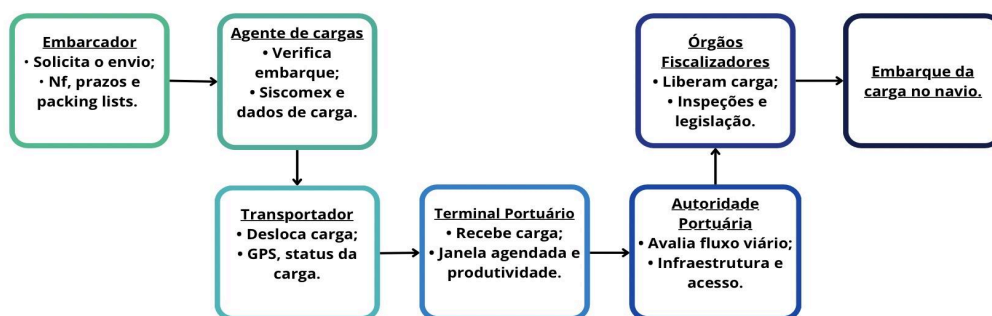 Embarcador
• Solicita o envio;
• Nf, prazos e
packing lists.
Agente de cargas
• Verifica
embarque;
• Siscomex e
dados de carga.
Transportador
• Desloca carga;
• GPS, status da
carga.
Terminal Portuário
• Recebe carga;
• Janela agendada e
produtividade.
Autoridade
Portuária
• Avalia fluxo viário;
• Infraestrutura e
acesso.
Órgãos
Fiscalizadores
• Liberam carga;
• Inspeções e
legislação.
Embarque da
carga no navio.